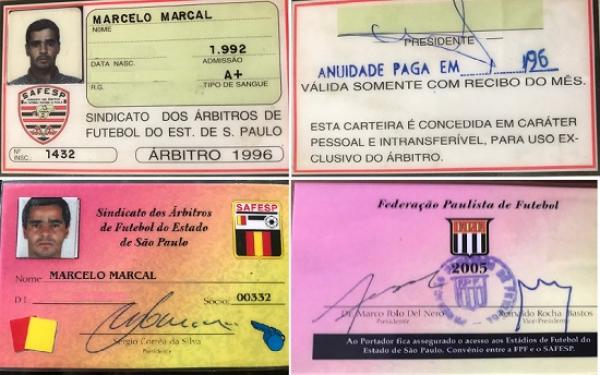 MARCELO MARCAL
NOME
1.992
DATA NASC. ADMISSÃO
A+
R.G. TIPO DE SANGUE
SAFESP
SINDICATO DOS ÁRBITROS DE
FUTEBOL DO EST. DE S. PAULO
Nº INSC. 1432 ÁRBITRO 1996
PRESIDENTE
ANUIDADE PAGA EM / /96
VÁLIDA SOMENTE COM RECIBO DO MÊS.
ESTA CARTEIRA É CONCEDIDA EM CARÁTER
PESSOAL E INTRANSFERÍVEL, PARA USO EX-
CLUSIVO DO ÁRBITRO.
Sindicato dos Árbitros
de Futebol do Estado
de São Paulo
SAFESP
Nome MARCELO MARCAL
Sócio: 00332
Sérgio Corrêa da Silva
Presidente
Federação Paulista de Futebol
FPF
2005
Dr. Marco Polo Del Nero Reinaldo Rocha Bastos
Presidente Vice-Presidente
Ao Portador fica assegurado o acesso aos Estádios de Futebol do
Estado de São Paulo. Convênio entre a FPF e o SAFESP.